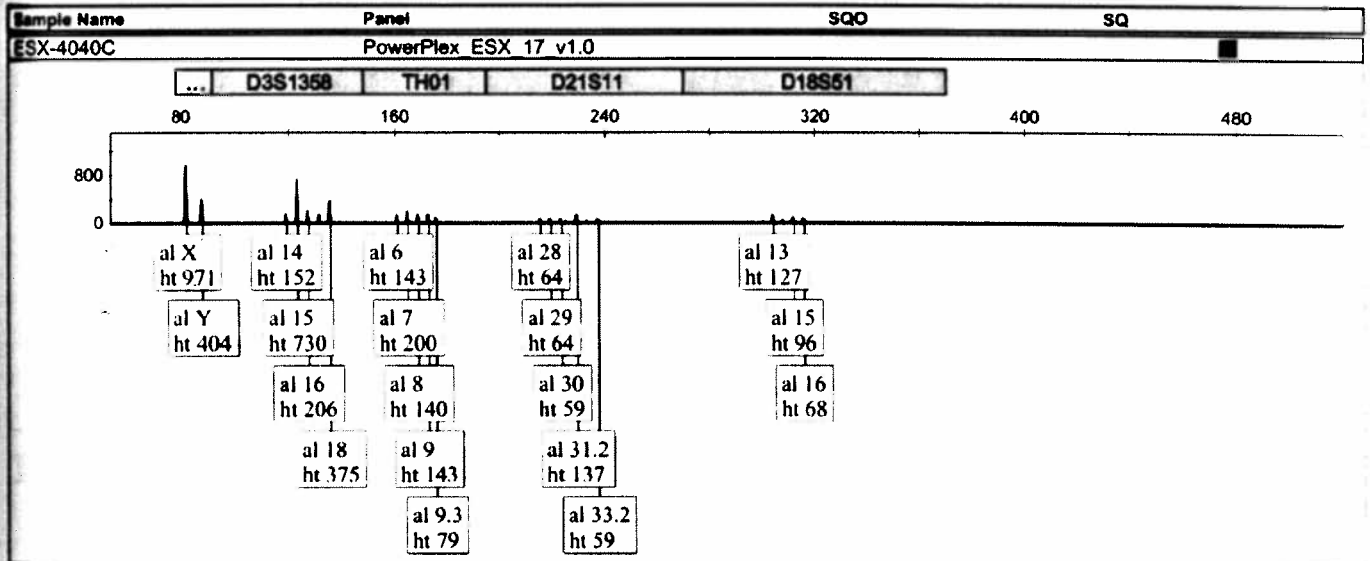 Sample Name Panel SQO SQ
ESX-4040C PowerPlex_ESX_17_v1.0
... D3S1358 TH01 D21S11 D18S51
80 160 240 320 400 480
800
0
al X
ht 971
al Y
ht 404
al 14
ht 152
al 15
ht 730
al 16
ht 206
al 18
ht 375
al 6
ht 143
al 7
ht 200
al 8
ht 140
al 9
ht 143
al 9.3
ht 79
al 28
ht 64
al 29
ht 64
al 30
ht 59
al 31.2
ht 137
al 33.2
ht 59
al 13
ht 127
al 15
ht 96
al 16
ht 68